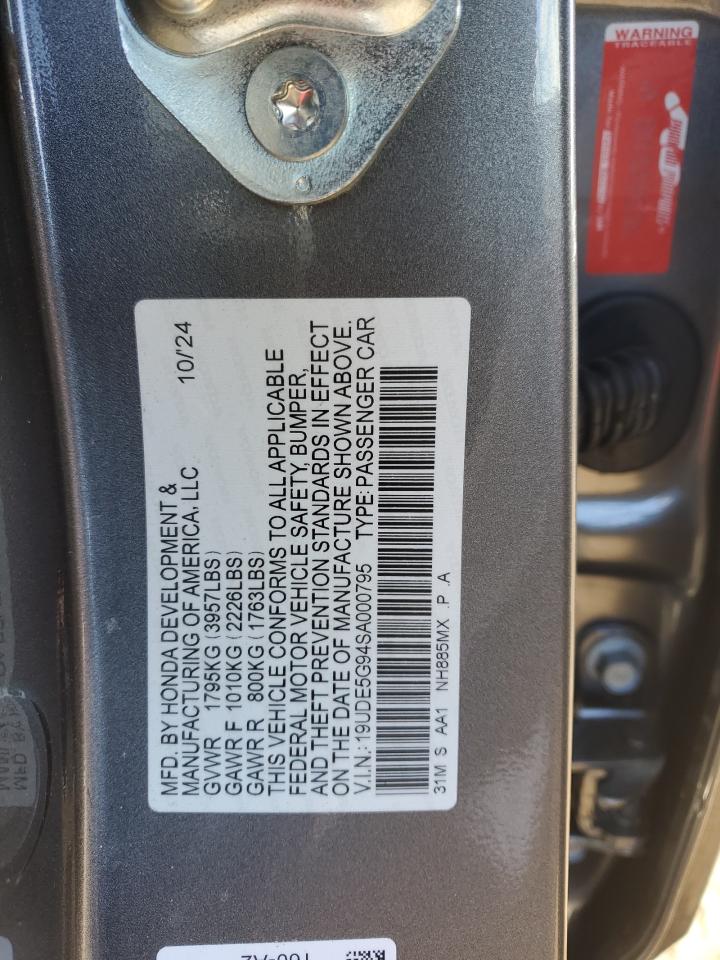 MFD. BY HONDA DEVELOPMENT &
MANUFACTURING OF AMERICA, LLC 10/'24
GVWR 1795KG (3957LBS)
GAWR F 1010KG (2226LBS)
GAWR R 800KG (1763LBS)
THIS VEHICLE CONFORMS TO ALL APPLICABLE
FEDERAL MOTOR VEHICLE SAFETY, BUMPER,
AND THEFT PREVENTION STANDARDS IN EFFECT
ON THE DATE OF MANUFACTURE SHOWN ABOVE.
V.I.N.:19UDE5G94SA000795 TYPE: PASSENGER CAR
31M S AA1 NH885MX P A
WARNING
TRACEABLE